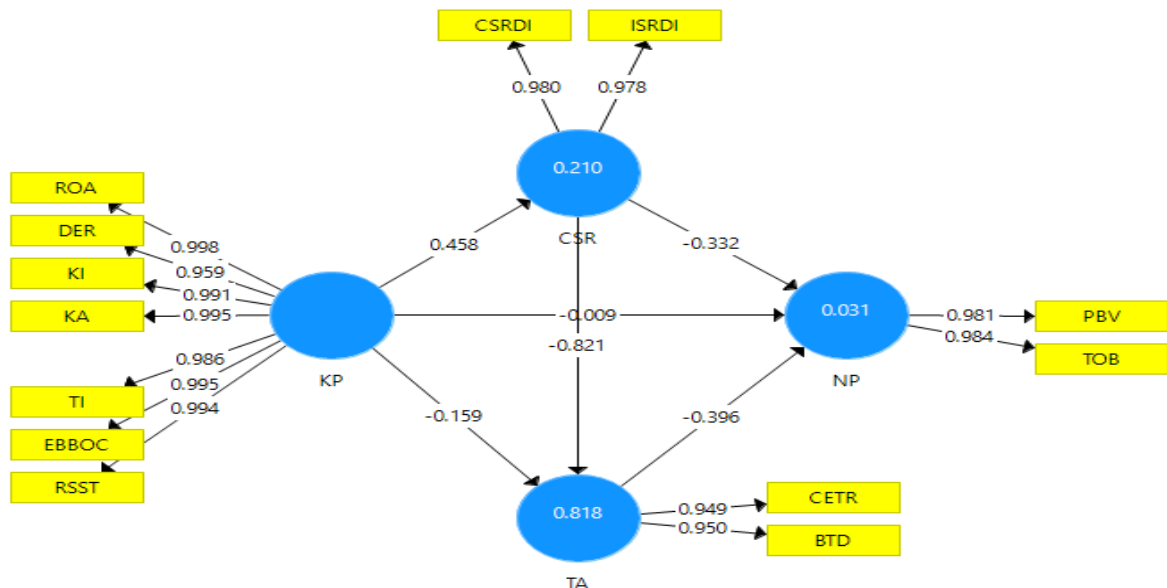 CSRDI
ISRDI
0.980
0.978
0.210
CSR
ROA
DER
KI
KA
TI
EBBOC
RSST
0.998
0.959
0.991
0.995
0.986
0.995
0.994
KP
0.458
-0.332
-0.009
-0.821
-0.159
-0.396
0.031
NP
0.981
0.984
PBV
TOB
0.818
TA
0.949
0.950
CETR
BTD